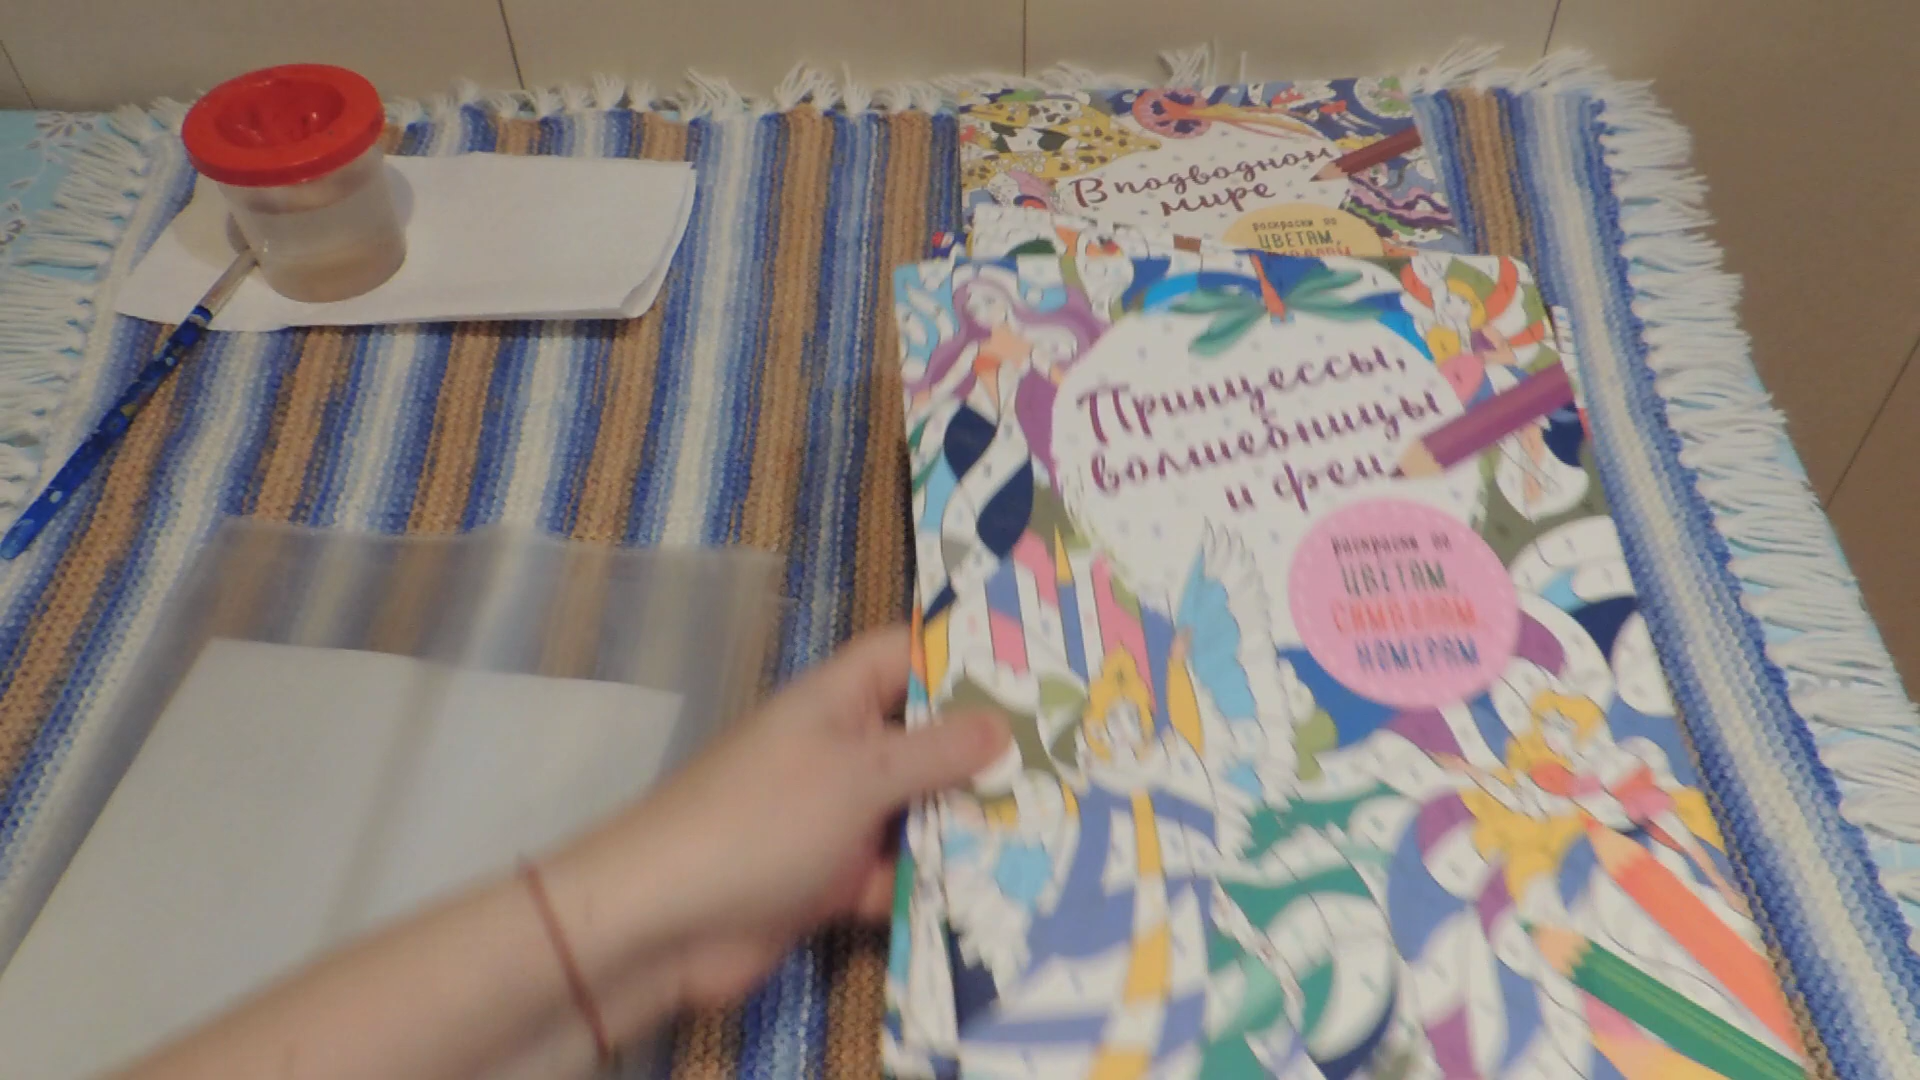 В подводном
мире
раскраски по
ЦВЕТАМ,
Принцессы,
волшебницы
и феи
раскраски по
ЦВЕТАМ,
СИМВОЛАМ,
НОМЕРАМ